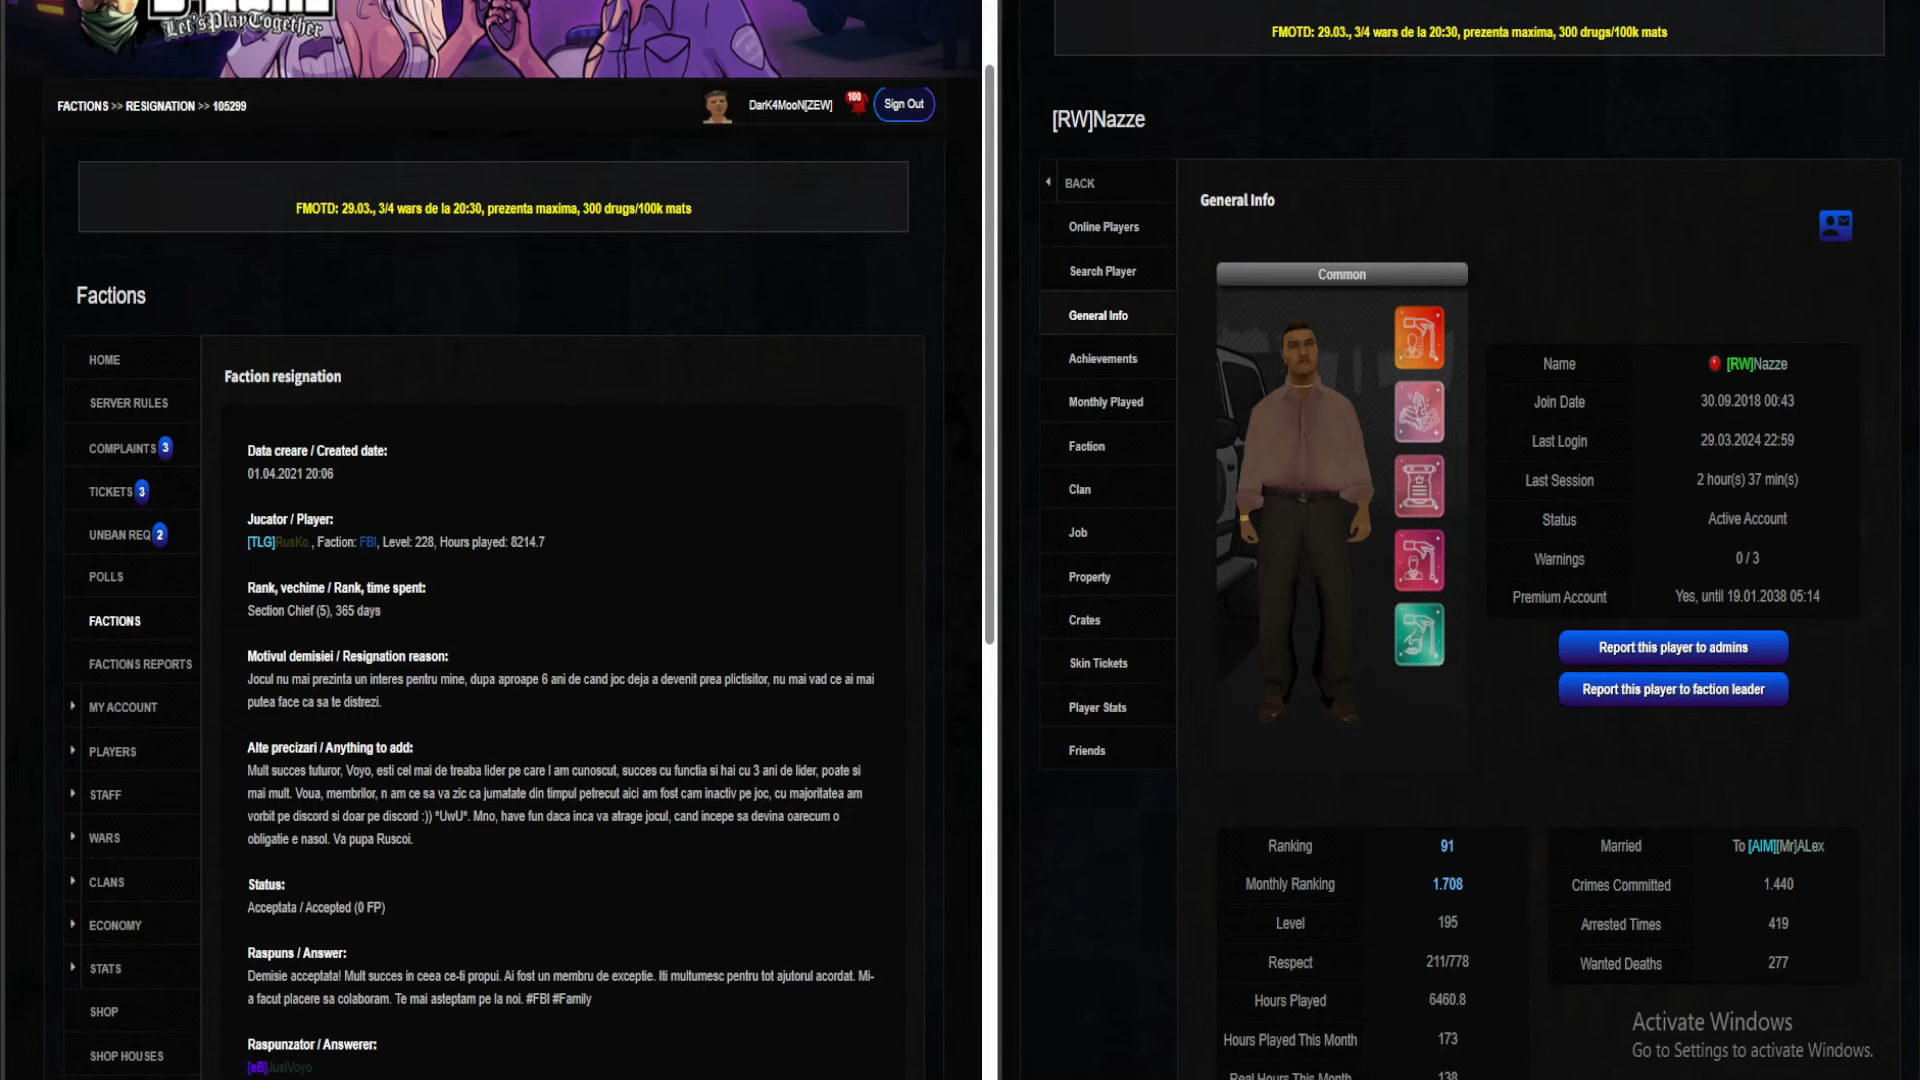 Let'sPlayTogether
FACTIONS >> RESIGNATION >> 105299
DarK4MooN[ZEW]
100
Sign Out
FMOTD: 29.03., 3/4 wars de la 20:30, prezenta maxima, 300 drugs/100k mats
Factions
HOME
SERVER RULES
COMPLAINTS 3
TICKETS 3
UNBAN REQ 2
POLLS
FACTIONS
FACTIONS REPORTS
MY ACCOUNT
PLAYERS
STAFF
WARS
CLANS
ECONOMY
STATS
SHOP
SHOP HOUSES
Faction resignation
Data creare / Created date:
01.04.2021 20:06
Jucator / Player:
[TLG]RusKo , Faction: FBI, Level: 228, Hours played: 8214.7
Rank, vechime / Rank, time spent:
Section Chief (5), 365 days
Motivul demisiei / Resignation reason:
Jocul nu mai prezinta un interes pentru mine, dupa aproape 6 ani de cand joc deja a devenit prea plictisitor, nu mai vad ce ai mai
putea face ca sa te distrezi.
Alte precizari / Anything to add:
Mult succes tuturor, Voyo, esti cel mai de treaba lider pe care l am cunoscut, succes cu functia si hai cu 3 ani de lider, poate si
mai mult. Voua, membrilor, n am ce sa va zic ca jumatate din timpul petrecut aici am fost cam inactiv pe joc, cu majoritatea am
vorbit pe discord si doar pe discord :)) *UwU*. Mno, have fun daca inca va atrage jocul, cand incepe sa devina oarecum o
obligatie e nasol. Va pupa Ruscoi.
Status:
Acceptata / Accepted (0 FP)
Raspuns / Answer:
Demisie acceptata! Mult succes in ceea ce-ti propui. Ai fost un membru de exceptie. Iti multumesc pentru tot ajutorul acordat. Mi-
a facut placere sa colaboram. Te mai asteptam pe la noi. #FBI #Family
Raspunzator / Answerer:
[eB]JustVoyo
FMOTD: 29.03., 3/4 wars de la 20:30, prezenta maxima, 300 drugs/100k mats
[RW]Nazze
BACK
Online Players
Search Player
General Info
Achievements
Monthly Played
Faction
Clan
Job
Property
Crates
Skin Tickets
Player Stats
Friends
General Info
Common
Name [RW]Nazze
Join Date 30.09.2018 00:43
Last Login 29.03.2024 22:59
Last Session 2 hour(s) 37 min(s)
Status Active Account
Warnings 0 / 3
Premium Account Yes, until 19.01.2038 05:14
Report this player to admins
Report this player to faction leader
Ranking 91
Monthly Ranking 1.708
Level 195
Respect 211/778
Hours Played 6460.8
Hours Played This Month 173
Real Hours This Month 138
Married To [AIM][Mr]ALex
Crimes Committed 1.440
Arrested Times 419
Wanted Deaths 277
Activate Windows
Go to Settings to activate Windows.